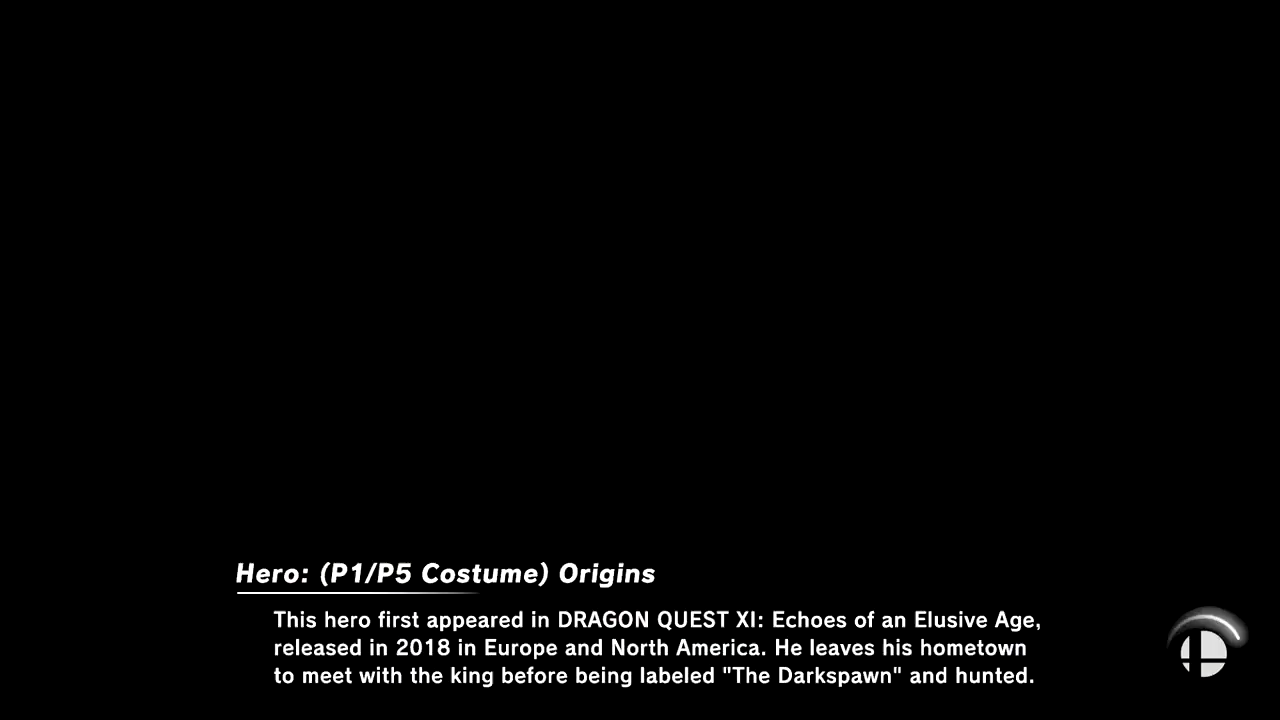 Hero: (P1/P5 Costume) Origins
This hero first appeared in DRAGON QUEST XI: Echoes of an Elusive Age,
released in 2018 in Europe and North America. He leaves his hometown
to meet with the king before being labeled "The Darkspawn" and hunted.